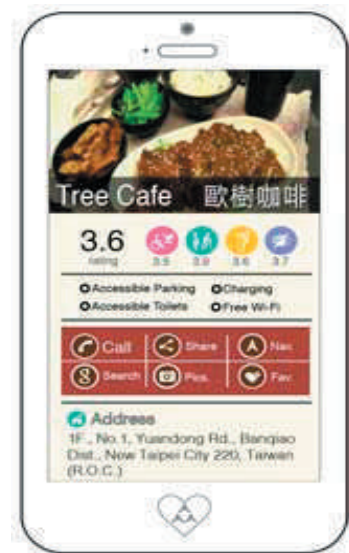 Tree Cafe 歐樹咖啡
3.6
rating
3.5 3.9 3.6 3.7
Accessible Parking Charging
Accessible Toilets Free Wi-Fi
Call Share Nav.
8 Search Pics. Fav.
Address
1F., No.1, Yuandong Rd., Banqiao
Dist., New Taipei City 220, Taiwan
(R.O.C.)